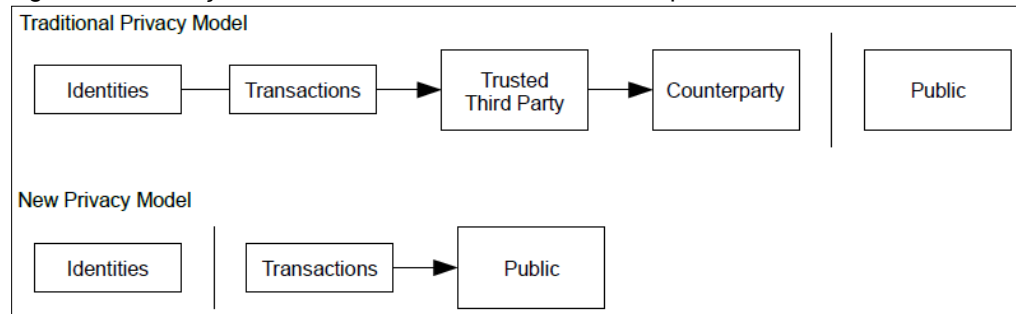 Traditional Privacy Model
Identities
Transactions
Trusted
Third Party
Counterparty
Public
New Privacy Model
Identities
Transactions
Public